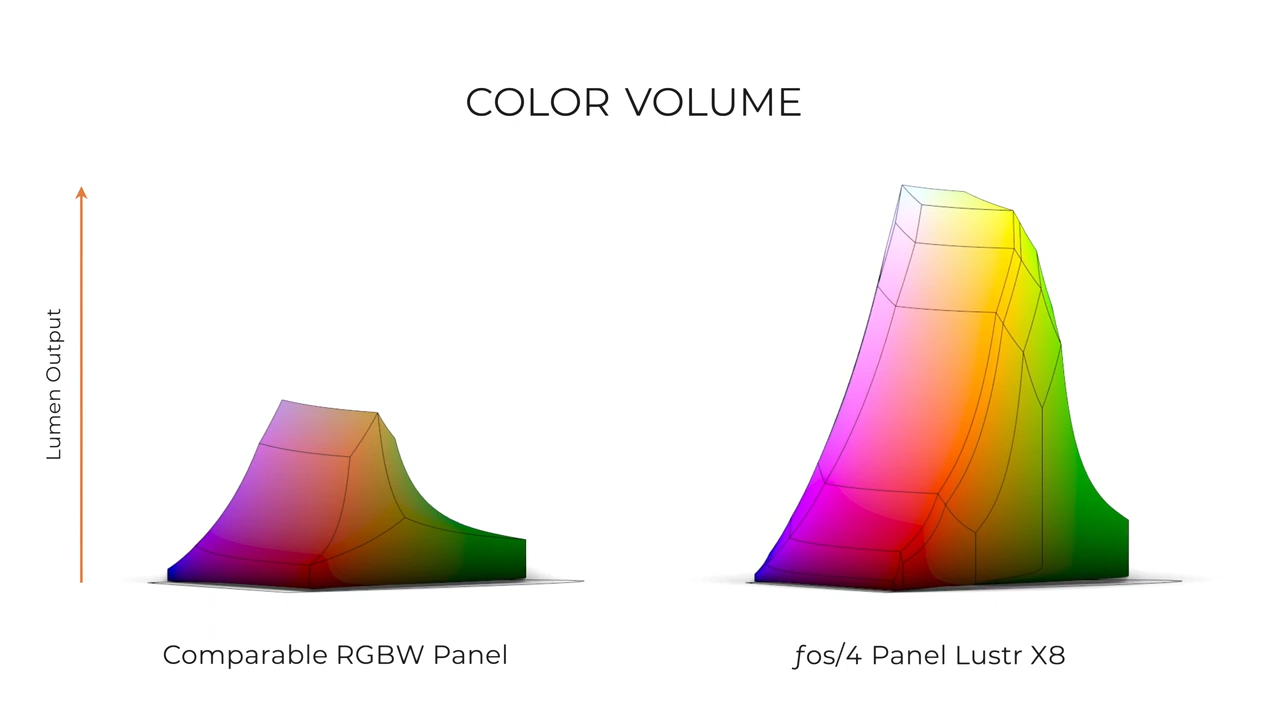 COLOR VOLUME
Lumen Output
Comparable RGBW Panel
ƒos/4 Panel Lustr X8